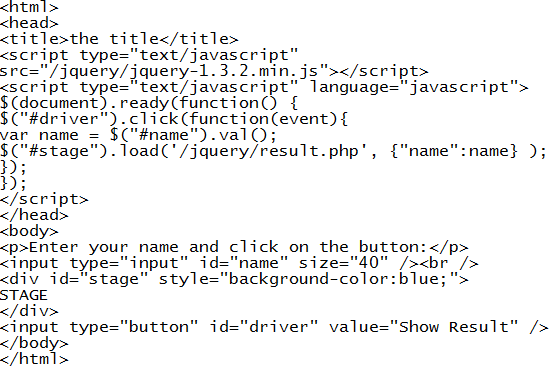 <html>
<head>
<title>the title</title>
<script type="text/javascript"
src="/jquery/jquery-1.3.2.min.js"></script>
<script type="text/javascript" language="javascript">
$(document).ready(function() {
$("#driver").click(function(event){
var name = $("#name").val();
$("#stage").load('/jquery/result.php', {"name":name} );
});
});
</script>
</head>
<body>
<p>Enter your name and click on the button:</p>
<input type="input" id="name" size="40" /><br />
<div id="stage" style="background-color:blue;">
STAGE
</div>
<input type="button" id="driver" value="Show Result" />
</body>
</html>